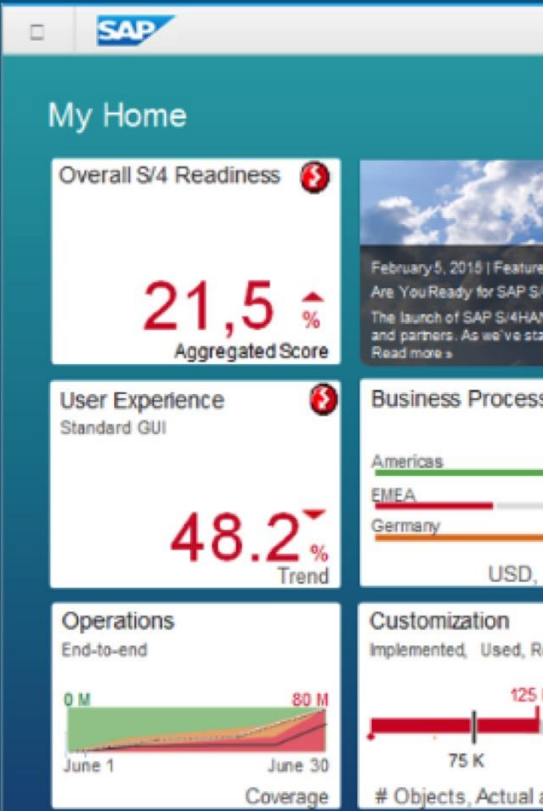 SAP
My Home
Overall S/4 Readiness
21,5 %
Aggregated Score
February 5, 2015 | Feature
Are You Ready for SAP S/
The launch of SAP S/4HAN
and partners. As we've sta
Read more »
User Experience
Standard GUI
48.2 %
Trend
Business Process
Americas
EMEA
Germany
USD,
Operations
End-to-end
0 M 80 M
June 1 June 30
Coverage
Customization
Implemented, Used, R
125
75 K
# Objects, Actual a